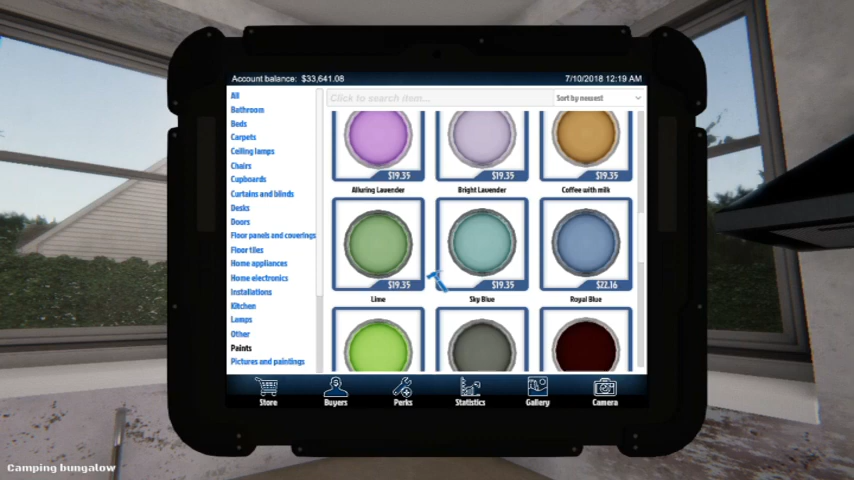 Account balance: $33,641.08
7/10/2018 12:19 AM
All
Bathroom
Beds
Carpets
Ceiling lamps
Chairs
Cupboards
Curtains and blinds
Desks
Doors
Floor panels and coverings
Floor tiles
Home appliances
Home electronics
Installations
Kitchen
Lamps
Other
Paints
Pictures and paintings
Click to search item...
Sort by newest
$19.35
$19.35
$19.35
Alluring Lavender
Bright Lavender
Coffee with milk
$19.35
$19.35
$22.16
Lime
Sky Blue
Royal Blue
Store
Buyers
Perks
Statistics
Gallery
Camera
Camping bungalow